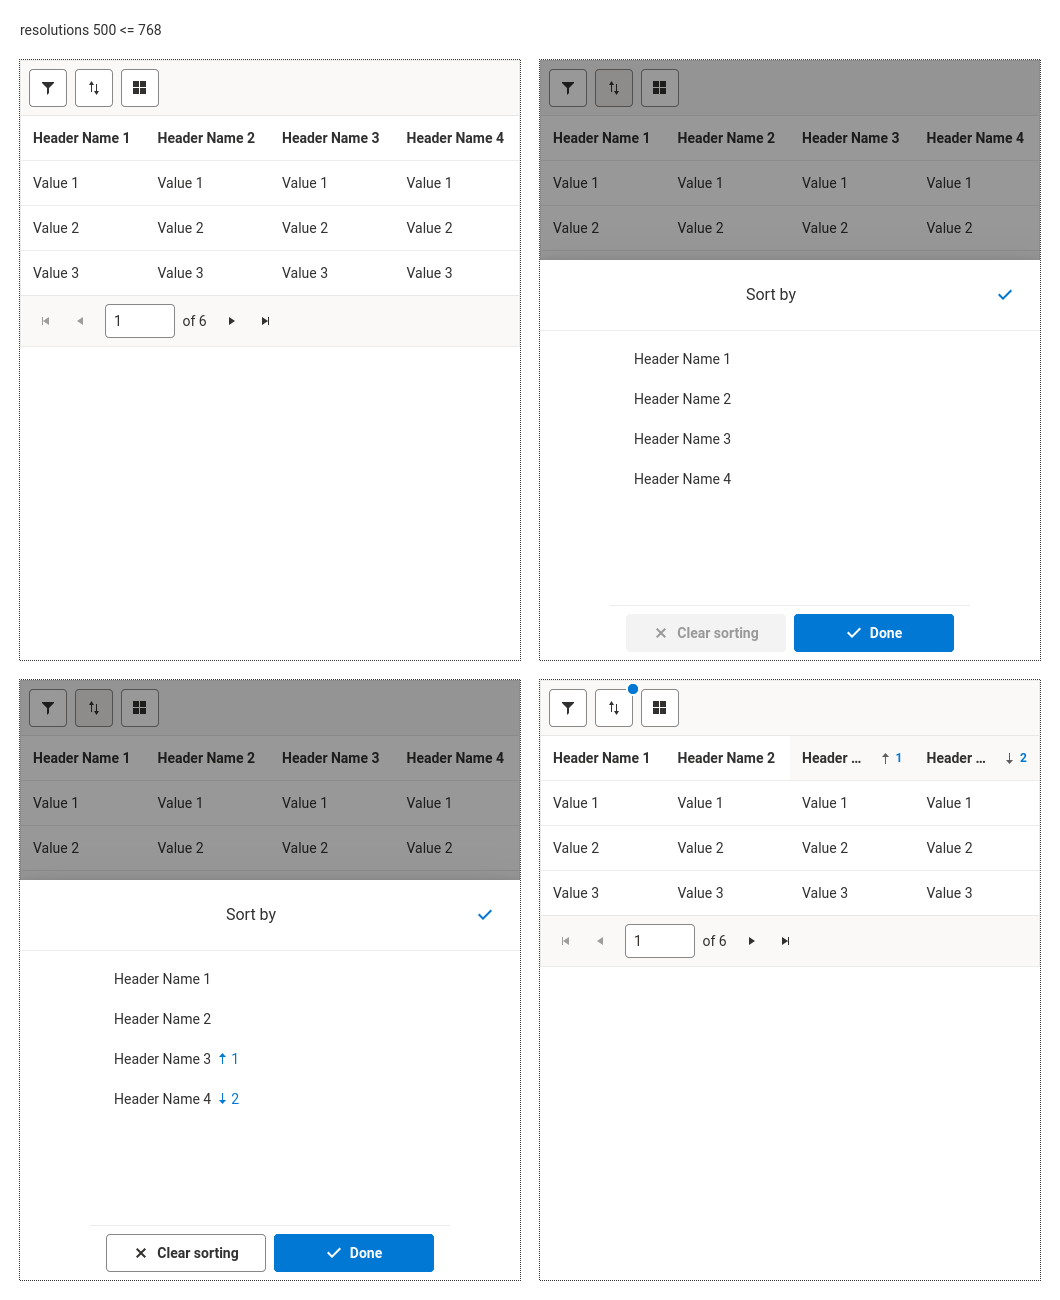 resolutions 500 <= 768
Header Name 1 Header Name 2 Header Name 3 Header Name 4
Value 1 Value 1 Value 1 Value 1
Value 2 Value 2 Value 2 Value 2
Value 3 Value 3 Value 3 Value 3
1 of 6
Header Name 1 Header Name 2 Header Name 3 Header Name 4
Value 1 Value 1 Value 1 Value 1
Value 2 Value 2 Value 2 Value 2
Sort by
Header Name 1
Header Name 2
Header Name 3
Header Name 4
Clear sorting Done
Header Name 1 Header Name 2 Header Name 3 Header Name 4
Value 1 Value 1 Value 1 Value 1
Value 2 Value 2 Value 2 Value 2
Sort by
Header Name 1
Header Name 2
Header Name 3 ↑ 1
Header Name 4 ↓ 2
Clear sorting Done
Header Name 1 Header Name 2 Header ... ↑ 1 Header ... ↓ 2
Value 1 Value 1 Value 1 Value 1
Value 2 Value 2 Value 2 Value 2
Value 3 Value 3 Value 3 Value 3
1 of 6